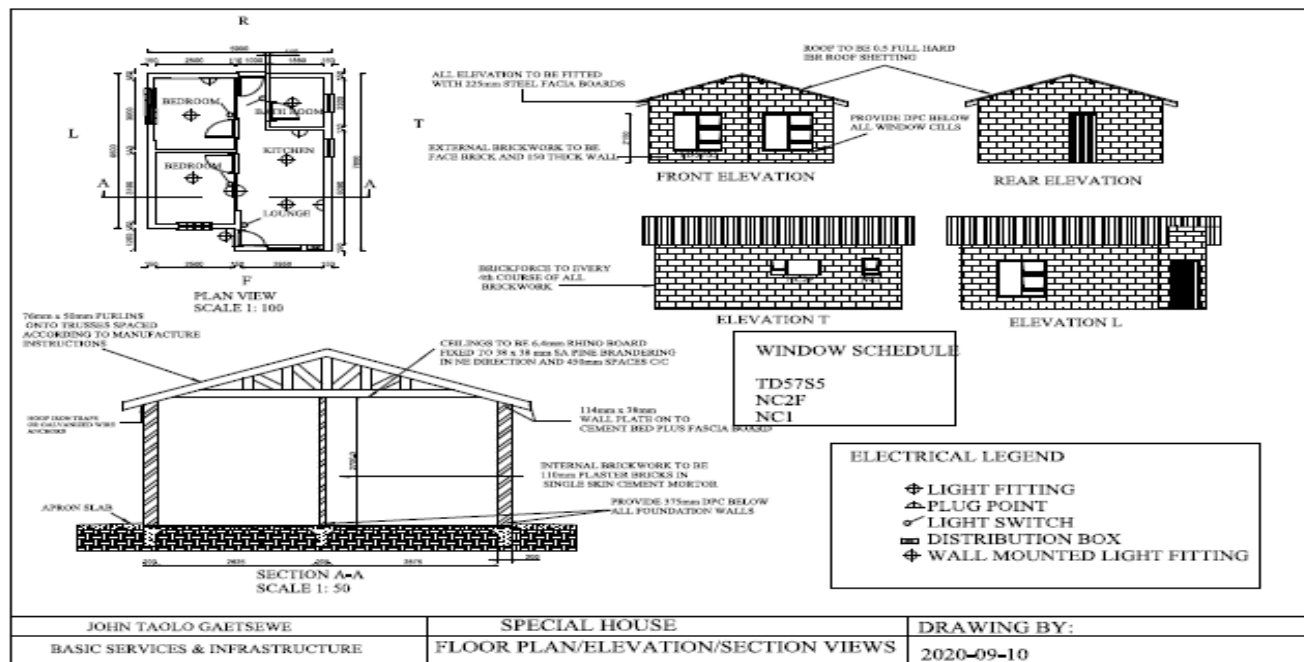 R
BEDROOM
BATH ROOM
L
T
KITCHEN
BEDROOM
A
A
LOUNGE
F
PLAN VIEW
SCALE 1: 100
ALL ELEVATION TO BE FITTED
WITH 225mm STEEL FACIA BOARDS
ROOF TO BE 0.5 FULL HARD
IBR ROOF SHETTING
EXTERNAL BRICKWORK TO BE
FACE BRICK AND 150 THICK WALL
PROVIDE DPC BELOW
ALL WINDOW CILLS
FRONT ELEVATION
REAR ELEVATION
BRICKFORCE TO EVERY
4th COURSE OF ALL
BRICKWORK
ELEVATION T
ELEVATION L
76mm x 50mm PURLINS
ONTO TRUSSES SPACED
ACCORDING TO MANUFACTURE
INSTRUCTIONS
CEILINGS TO BE 6.4mm RHINO BOARD
FIXED TO 38 x 38 mm SA PINE BRANDERING
IN NE DIRECTION AND 450mm SPACES C/C
HOOP IRON TRAPS
OR GALVANIZED WIRE
ANCHORS
114mm x 38mm
WALL PLATE ON TO
CEMENT BED PLUS FASCIA BOARD
INTERNAL BRICKWORK TO BE
110mm PLASTER BRICKS IN
SINGLE SKIN CEMENT MORTOR
APRON SLAB
PROVIDE 375mm DPC BELOW
ALL FOUNDATION WALLS
SECTION A-A
SCALE 1: 50
WINDOW SCHEDULE
TD57S5
NC2F
NC1
ELECTRICAL LEGEND
LIGHT FITTING
PLUG POINT
LIGHT SWITCH
DISTRIBUTION BOX
WALL MOUNTED LIGHT FITTING
JOHN TAOLO GAETSEWE
BASIC SERVICES & INFRASTRUCTURE
SPECIAL HOUSE
FLOOR PLAN/ELEVATION/SECTION VIEWS
DRAWING BY:
2020-09-10